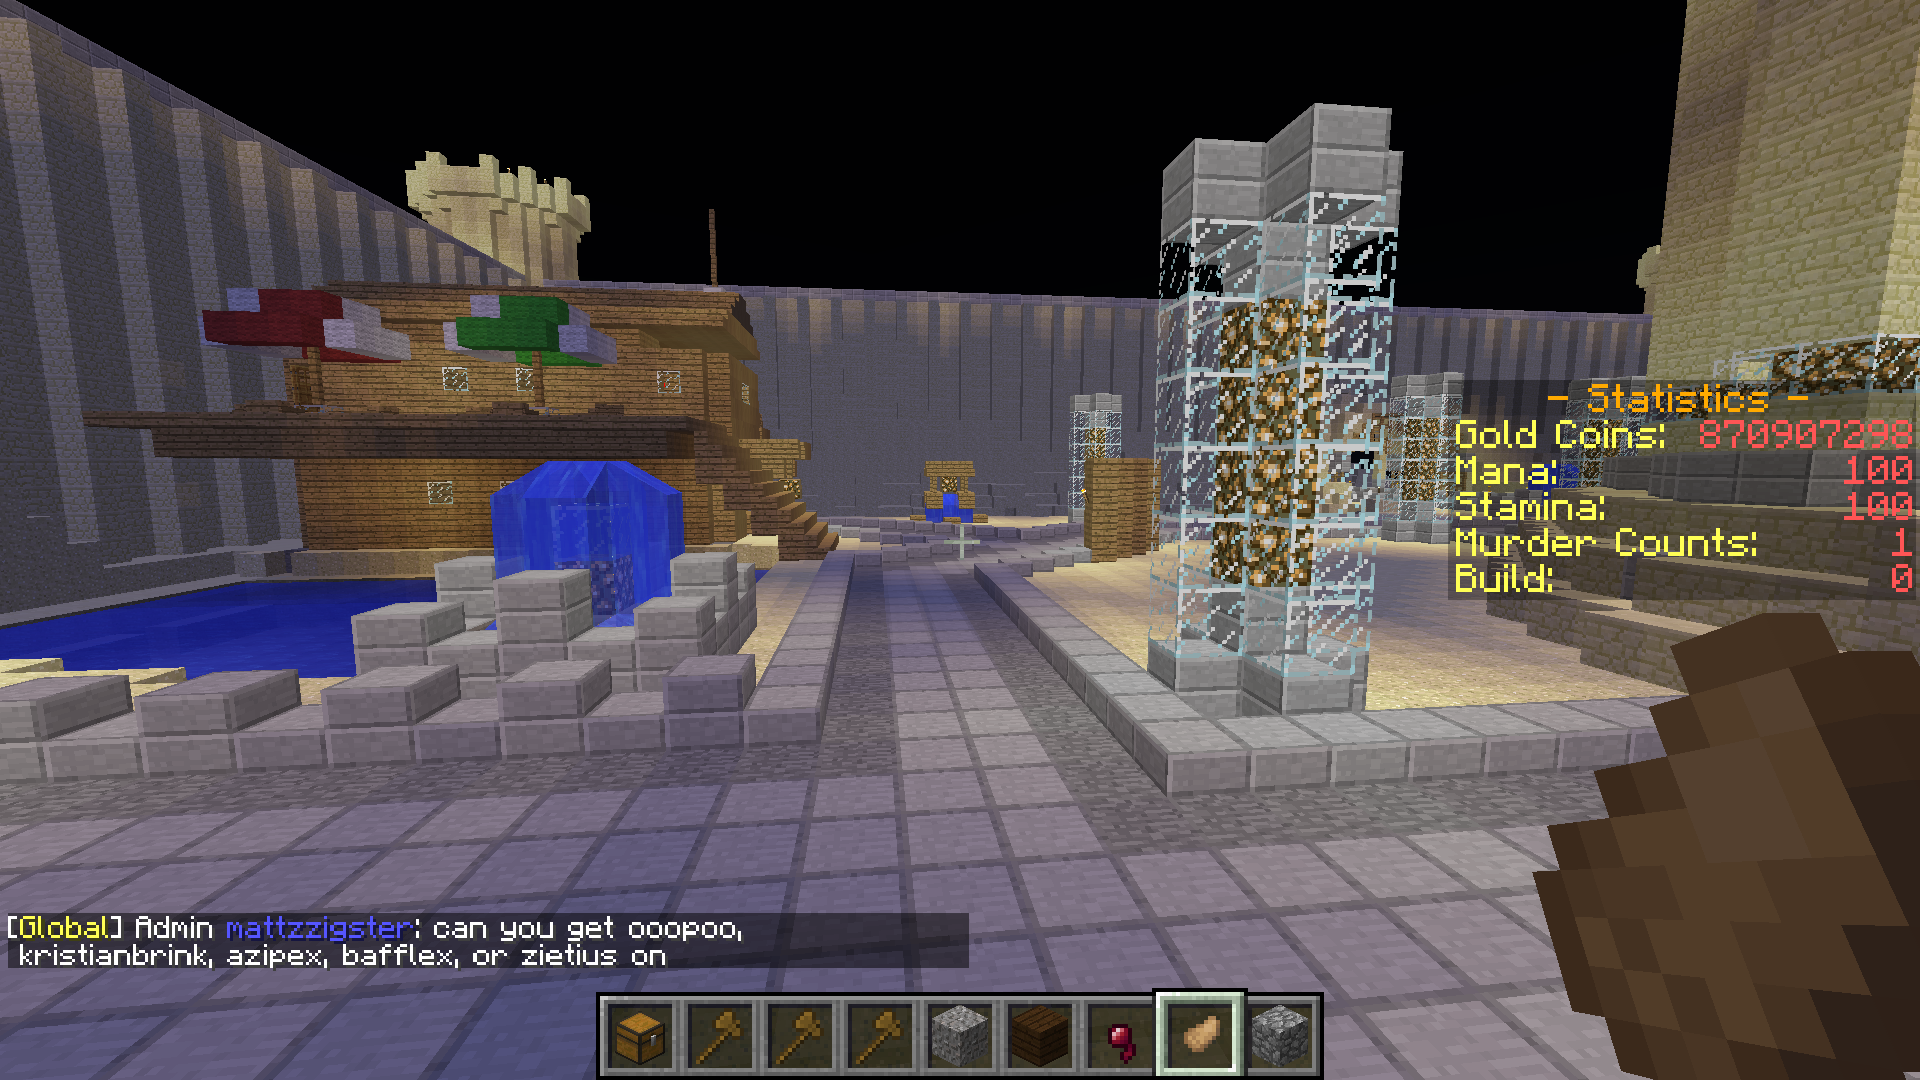 - Statistics -
Gold Coins: 870907298
Mana: 100
Stamina: 100
Murder Counts: 1
Build: 0
[Global] Admin mattzzigster: can you get ooopoo,
kristianbrink, azipex, bafflex, or zietius on